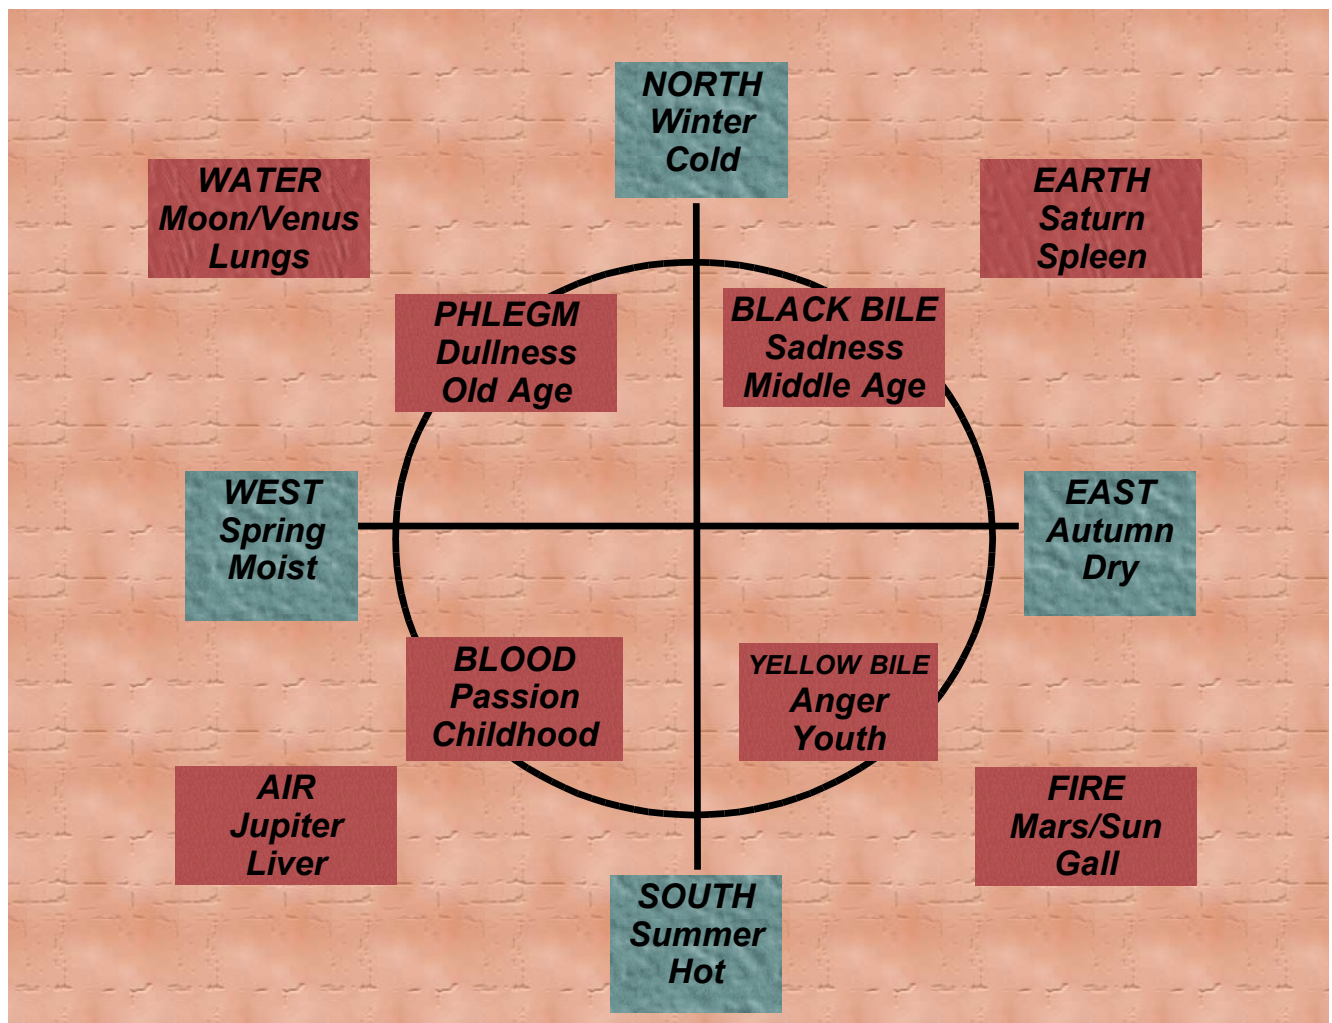 NORTH
Winter
Cold
WATER
Moon/Venus
Lungs
EARTH
Saturn
Spleen
PHLEGM
Dullness
Old Age
BLACK BILE
Sadness
Middle Age
WEST
Spring
Moist
EAST
Autumn
Dry
BLOOD
Passion
Childhood
YELLOW BILE
Anger
Youth
AIR
Jupiter
Liver
FIRE
Mars/Sun
Gall
SOUTH
Summer
Hot